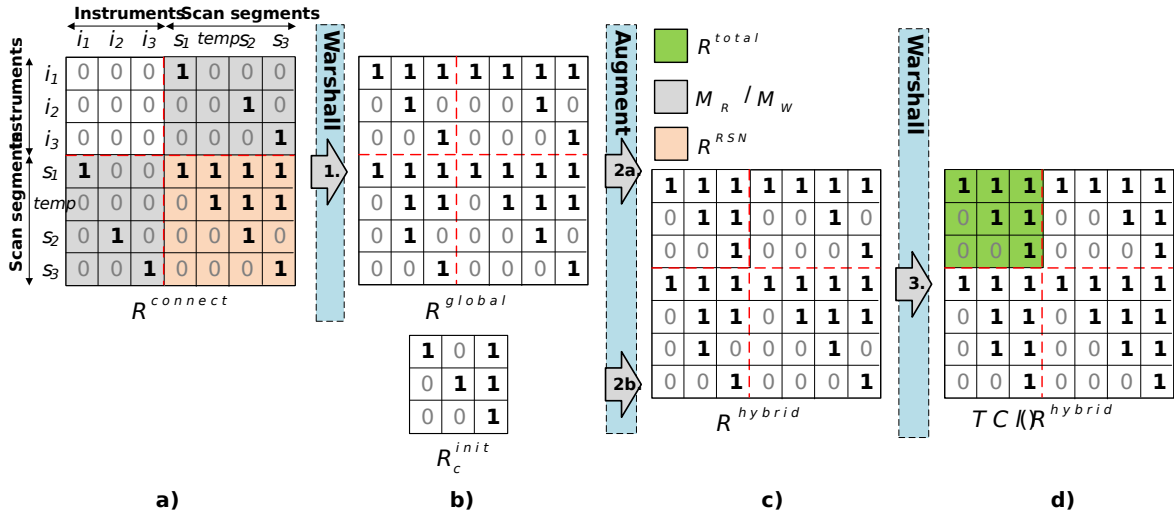 Instruments Scan segments
i1 i2 i3 s1 temp s2 s3
Instruments
Scan segments
i1 0 0 0 1 0 0 0
i2 0 0 0 0 0 1 0
i3 0 0 0 0 0 0 1
s1 1 0 0 1 1 1 1
temp 0 0 0 0 1 1 1
s2 0 1 0 0 0 1 0
s3 0 0 1 0 0 0 1
R connect
a)
Warshall
1.
1 1 1 1 1 1 1
0 1 0 0 0 1 0
0 0 1 0 0 0 1
1 1 1 1 1 1 1
0 1 1 0 1 1 1
0 1 0 0 0 1 0
0 0 1 0 0 0 1
R global
1 0 1
0 1 1
0 0 1
R c init
b)
Augment
2a.
2b.
R total
M R / M W
R RSN
1 1 1 1 1 1 1
0 1 1 0 0 1 0
0 0 1 0 0 0 1
1 1 1 1 1 1 1
0 1 1 0 1 1 1
0 1 0 0 0 1 0
0 0 1 0 0 0 1
R hybrid
c)
Warshall
3.
1 1 1 1 1 1 1
0 1 1 0 0 1 1
0 0 1 0 0 0 1
1 1 1 1 1 1 1
0 1 1 0 1 1 1
0 1 1 0 0 1 1
0 0 1 0 0 0 1
TCl()R hybrid
d)